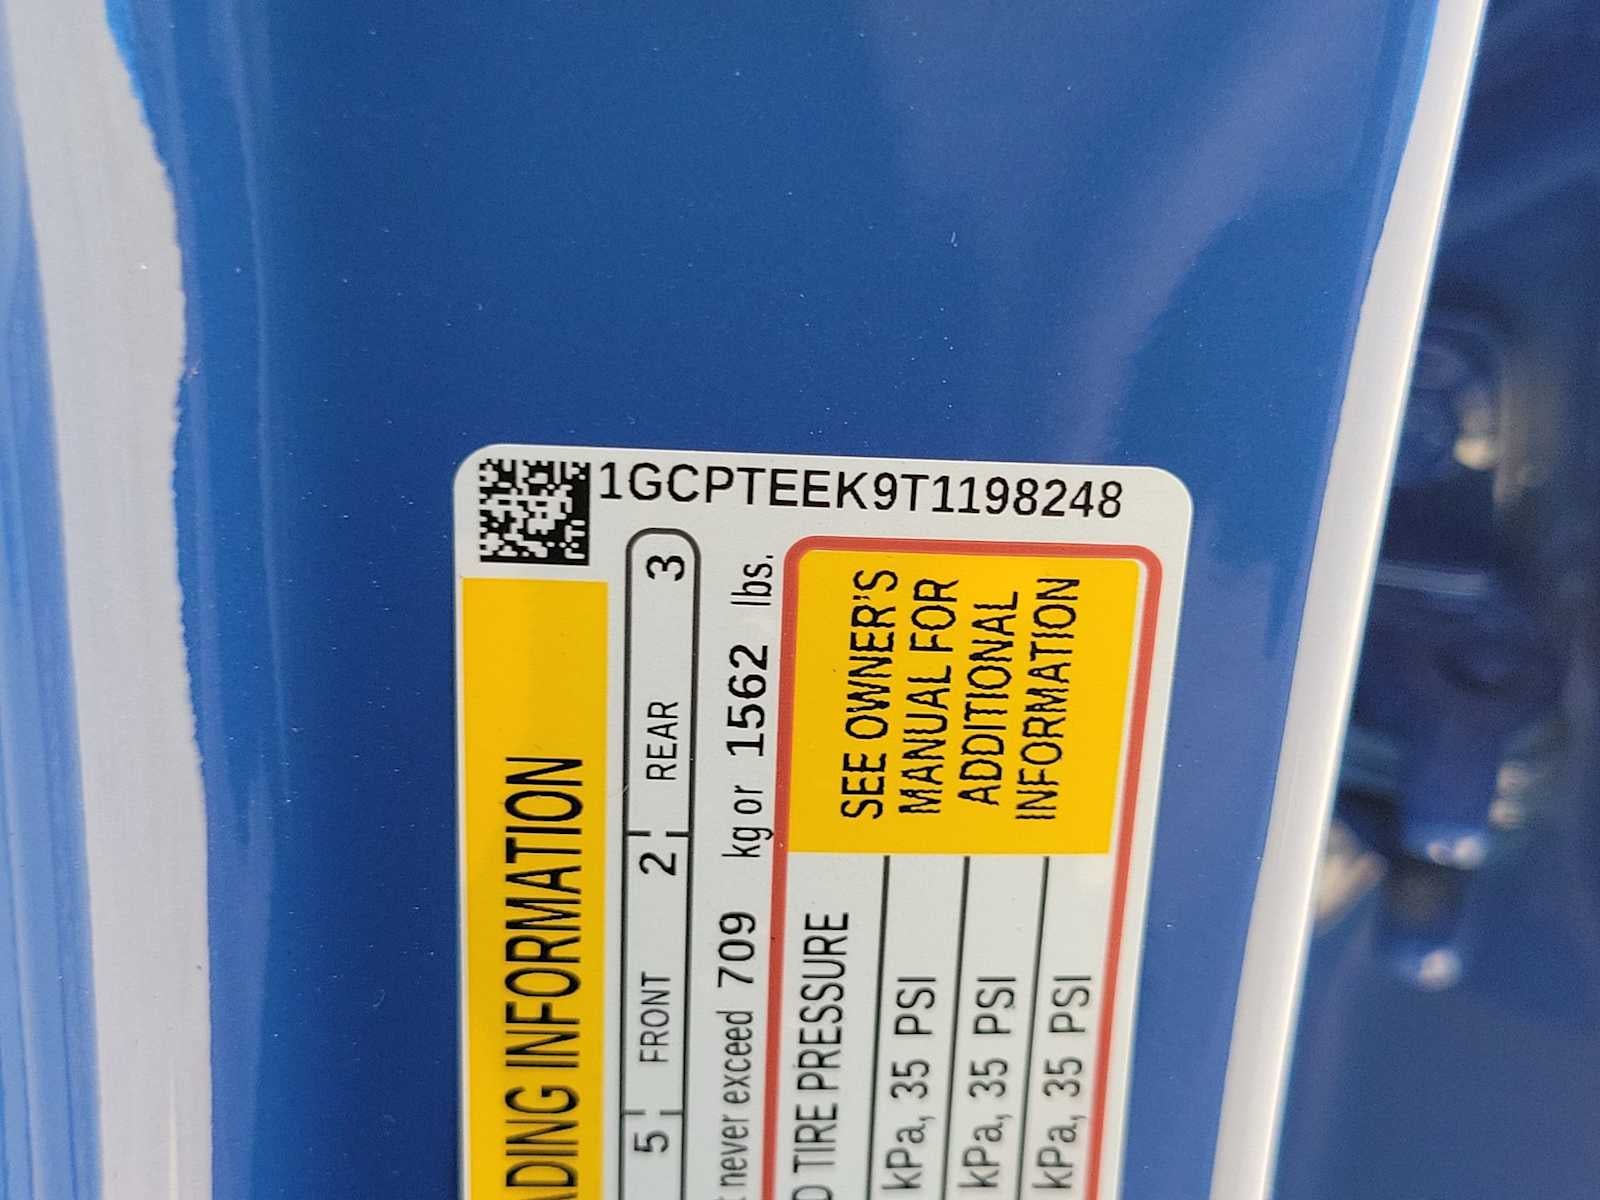 1GCPTEEK9T1198248
ADING INFORMATION
5 FRONT 2 REAR 3
never exceed 709 kg or 1562 lbs.
TIRE PRESSURE
kPa, 35 PSI
kPa, 35 PSI
kPa, 35 PSI
SEE OWNER'S
MANUAL FOR
ADDITIONAL
INFORMATION